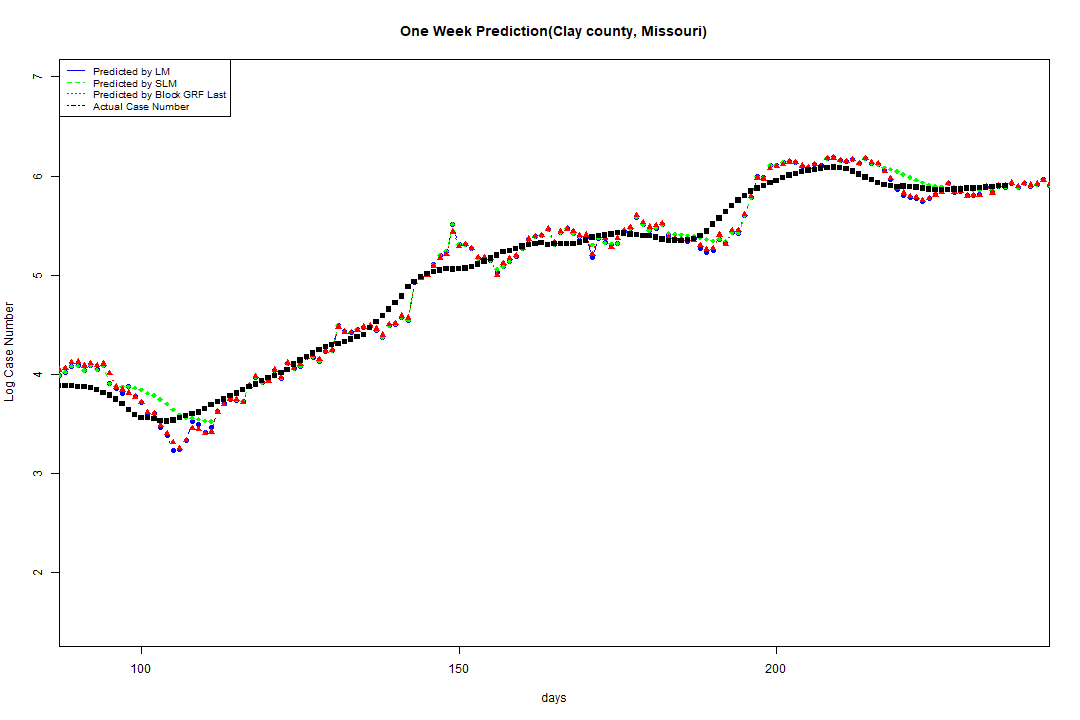 One Week Prediction(Clay county, Missouri)
Predicted by LM
Predicted by SLM
Predicted by Block GRF Last
Actual Case Number
7
6
5
4
3
2
Log Case Number
100 150 200
days